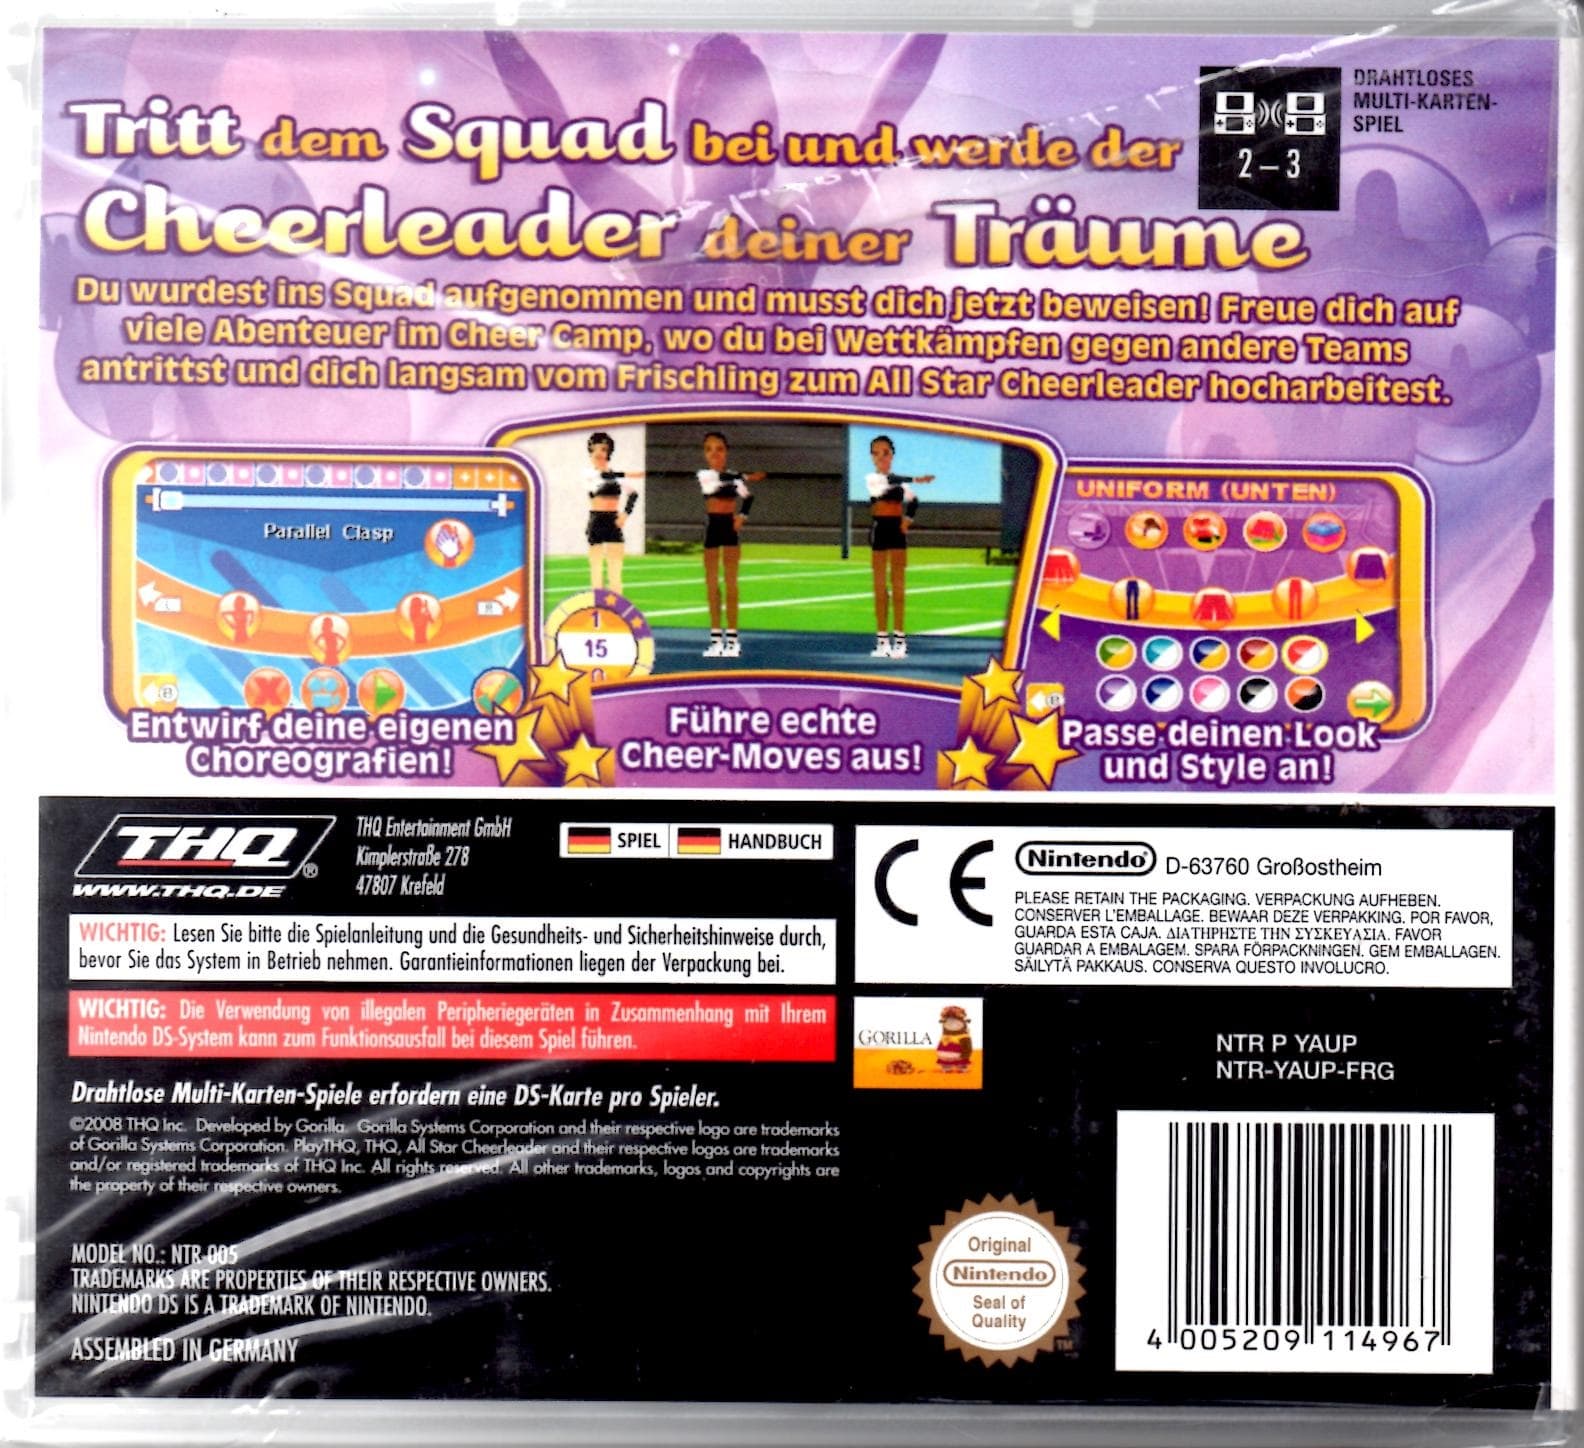 Tritt dem Squad bei und werde der
Cheerleader deiner Träume
DRAHTLOSES
MULTI-KARTEN-
SPIEL
2 – 3
Du wurdest ins Squad aufgenommen und musst dich jetzt beweisen! Freue dich auf
viele Abenteuer im Cheer Camp, wo du bei Wettkämpfen gegen andere Teams
antrittst und dich langsam vom Frischling zum All Star Cheerleader hocharbeitest.
Parallel Clasp
L
R
B
1
15
0
UNIFORM (UNTEN)
B
Entwirf deine eigenen
Choreografien!
Führe echte
Cheer-Moves aus!
Passe deinen Look
und Style an!
THQ®
WWW.THQ.DE
THQ Entertainment GmbH
Kimplerstraße 278
47807 Krefeld
SPIEL
HANDBUCH
WICHTIG: Lesen Sie bitte die Spielanleitung und die Gesundheits- und Sicherheitshinweise durch,
bevor Sie das System in Betrieb nehmen. Garantieinformationen liegen der Verpackung bei.
WICHTIG: Die Verwendung von illegalen Peripheriegeräten in Zusammenhang mit Ihrem
Nintendo DS-System kann zum Funktionsausfall bei diesem Spiel führen.
Drahtlose Multi-Karten-Spiele erfordern eine DS-Karte pro Spieler.
©2008 THQ Inc. Developed by Gorilla. Gorilla Systems Corporation and their respective logo are trademarks
of Gorilla Systems Corporation. PlayTHQ, THQ, All Star Cheerleader and their respective logos are trademarks
and/or registered trademarks of THQ Inc. All rights reserved. All other trademarks, logos and copyrights are
the property of their respective owners.
MODEL NO.: NTR-005
TRADEMARKS ARE PROPERTIES OF THEIR RESPECTIVE OWNERS.
NINTENDO DS IS A TRADEMARK OF NINTENDO.
ASSEMBLED IN GERMANY
CE
Nintendo® D-63760 Großostheim
PLEASE RETAIN THE PACKAGING. VERPACKUNG AUFHEBEN.
CONSERVER L'EMBALLAGE. BEWAAR DEZE VERPAKKING. POR FAVOR,
GUARDA ESTA CAJA. ΔΙΑΤΗΡΗΣΤΕ ΤΗΝ ΣΥΣΚΕΥΑΣΙΑ. FAVOR
GUARDAR A EMBALAGEM. SPARA FÖRPACKNINGEN. GEM EMBALLAGEN.
SÄILYTÄ PAKKAUS. CONSERVA QUESTO INVOLUCRO.
GORILLA
NTR P YAUP
NTR-YAUP-FRG
Original
Nintendo
Seal of
Quality
TM
4 005209 114967